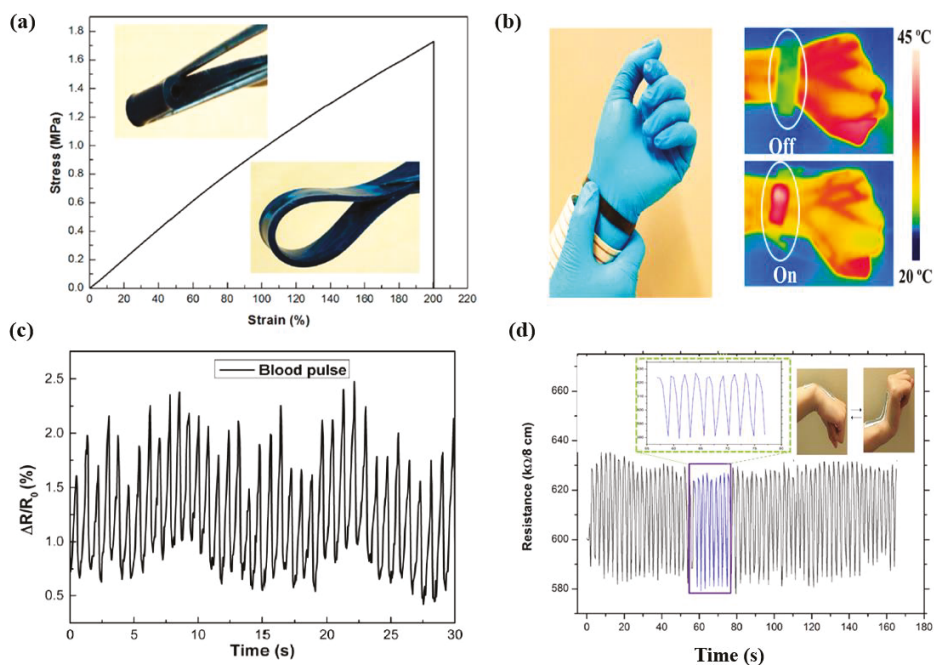 (a)
1.8
1.6
1.4
1.2
1.0
0.8
0.6
0.4
0.2
0.0
Stress (MPa)
0 20 40 60 80 100 120 140 160 180 200 220
Strain (%)
(b)
Off
On
45 °C
20 °C
(c)
2.5
2.0
1.5
1.0
0.5
ΔR/R0 (%)
Blood pulse
0 5 10 15 20 25 30
Time (s)
(d)
660
640
620
600
580
Resistance (kΩ/8 cm)
0 20 40 60 80 100 120 140 160 180
Time (s)